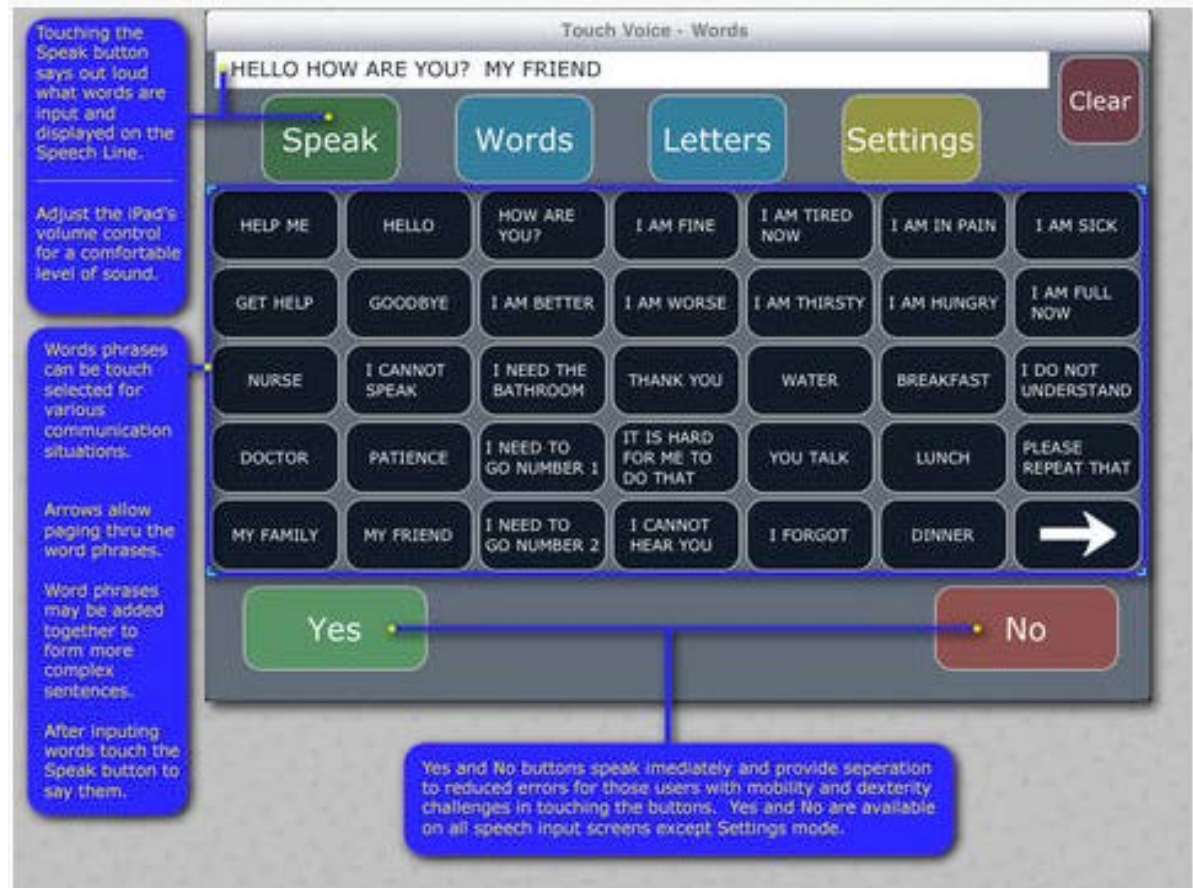 Touch Voice - Words
HELLO HOW ARE YOU?  MY FRIEND
Clear
Speak
Words
Letters
Settings
Touching the
Speak button
says out loud
what words are
input and
displayed on the
Speech Line.
Adjust the iPad's
volume control
for a comfortable
level of sound.
Words phrases
can be touch
selected for
various
communication
situations.
Arrows allow
paging thru the
word phrases.
Word phrases
may be added
together to
form more
complex
sentences.
After inputing
words touch the
Speak button to
say them.
HELP ME
HELLO
HOW ARE
YOU?
I AM FINE
I AM TIRED
NOW
I AM IN PAIN
I AM SICK
GET HELP
GOODBYE
I AM BETTER
I AM WORSE
I AM THIRSTY
I AM HUNGRY
I AM FULL
NOW
NURSE
I CANNOT
SPEAK
I NEED THE
BATHROOM
THANK YOU
WATER
BREAKFAST
I DO NOT
UNDERSTAND
DOCTOR
PATIENCE
I NEED TO
GO NUMBER 1
IT IS HARD
FOR ME TO
DO THAT
YOU TALK
LUNCH
PLEASE
REPEAT THAT
MY FAMILY
MY FRIEND
I NEED TO
GO NUMBER 2
I CANNOT
HEAR YOU
I FORGOT
DINNER
Yes
No
Yes and No buttons speak imediately and provide seperation
to reduced errors for those users with mobility and dexterity
challenges in touching the buttons.  Yes and No are available
on all speech input screens except Settings mode.